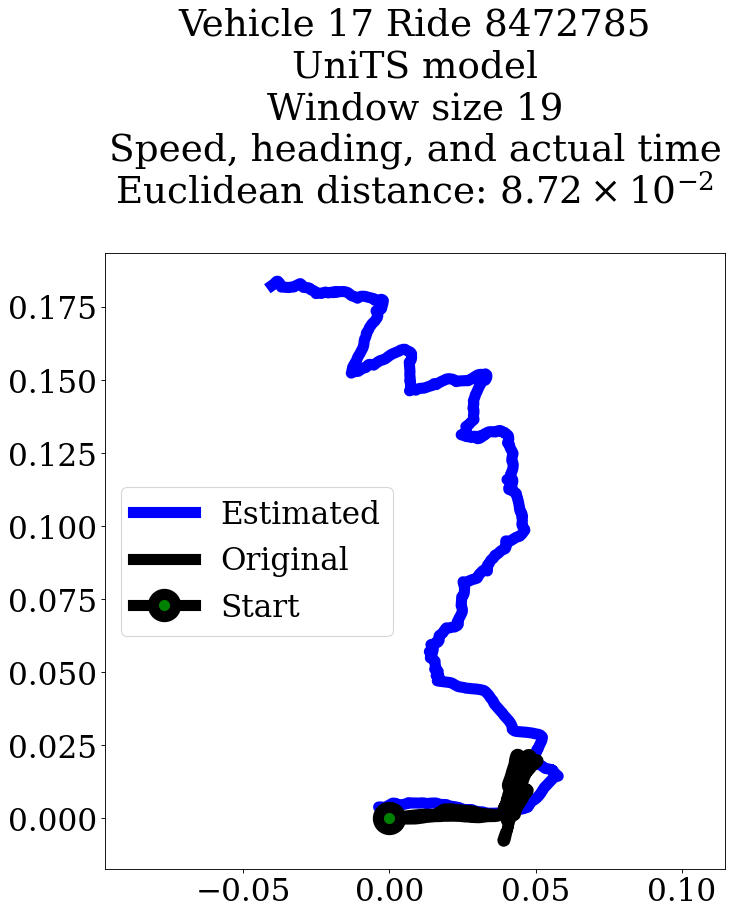 Vehicle 17 Ride 8472785
UniTS model
Window size 19
Speed, heading, and actual time
Euclidean distance: 8.72 × 10⁻²
0.175
0.150
0.125
0.100
0.075
0.050
0.025
0.000
Estimated
Original
Start
−0.05 0.00 0.05 0.10